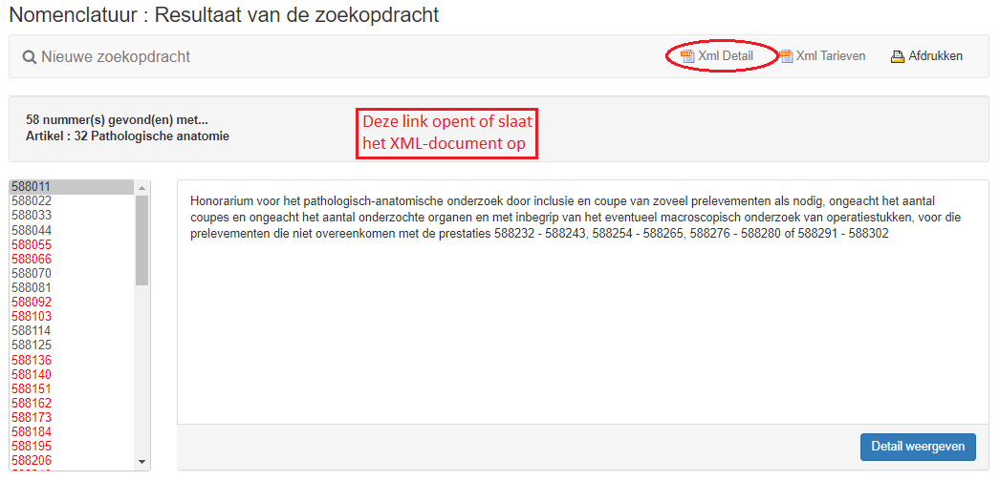 Nomenclatuur : Resultaat van de zoekopdracht
Nieuwe zoekopdracht
Xml Detail
Xml Tarieven
Afdrukken
58 nummer(s) gevond(en) met...
Artikel : 32 Pathologische anatomie
Deze link opent of slaat
het XML-document op
588011
588022
588033
588044
588055
588066
588070
588081
588092
588103
588114
588125
588136
588140
588151
588162
588173
588184
588195
588206
Honorarium voor het pathologisch-anatomische onderzoek door inclusie en coupe van zoveel prelevementen als nodig, ongeacht het aantal
coupes en ongeacht het aantal onderzochte organen en met inbegrip van het eventueel macroscopisch onderzoek van operatiestukken, voor die
prelevementen die niet overeenkomen met de prestaties 588232 - 588243, 588254 - 588265, 588276 - 588280 of 588291 - 588302
Detail weergeven